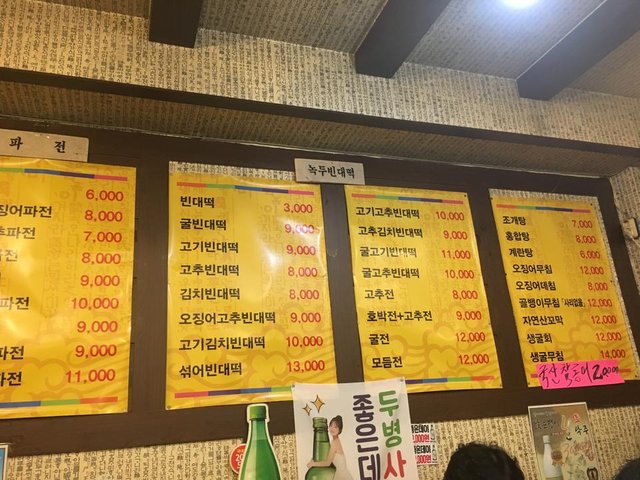 파 전
6,000
징어파전 8,000
추파전 7,000
8,000
9,000
파전 10,000
9,000
파전 9,000
전 11,000
녹두빈대떡
빈대떡 3,000
굴빈대떡 9,000
고기빈대떡 9,000
고추빈대떡 8,000
김치빈대떡 8,000
오징어고추빈대떡 9,000
고기김치빈대떡 10,000
섞어빈대떡 13,000
고기고추빈대떡 10,000
고추김치빈대떡 9,000
굴고기빈대떡 11,000
굴고추빈대떡 10,000
고추전 8,000
호박전+고추전 9,000
굴전 12,000
모듬전 12,000
조개탕 7,000
홍합탕 8,000
계란탕 6,000
오징어무침 12,000
오징어데침 8,000
골뱅이무침 「사리없음」 12,000
자연산꼬막 12,000
생굴회 12,000
생굴무침 14,000
두병사
좋은데